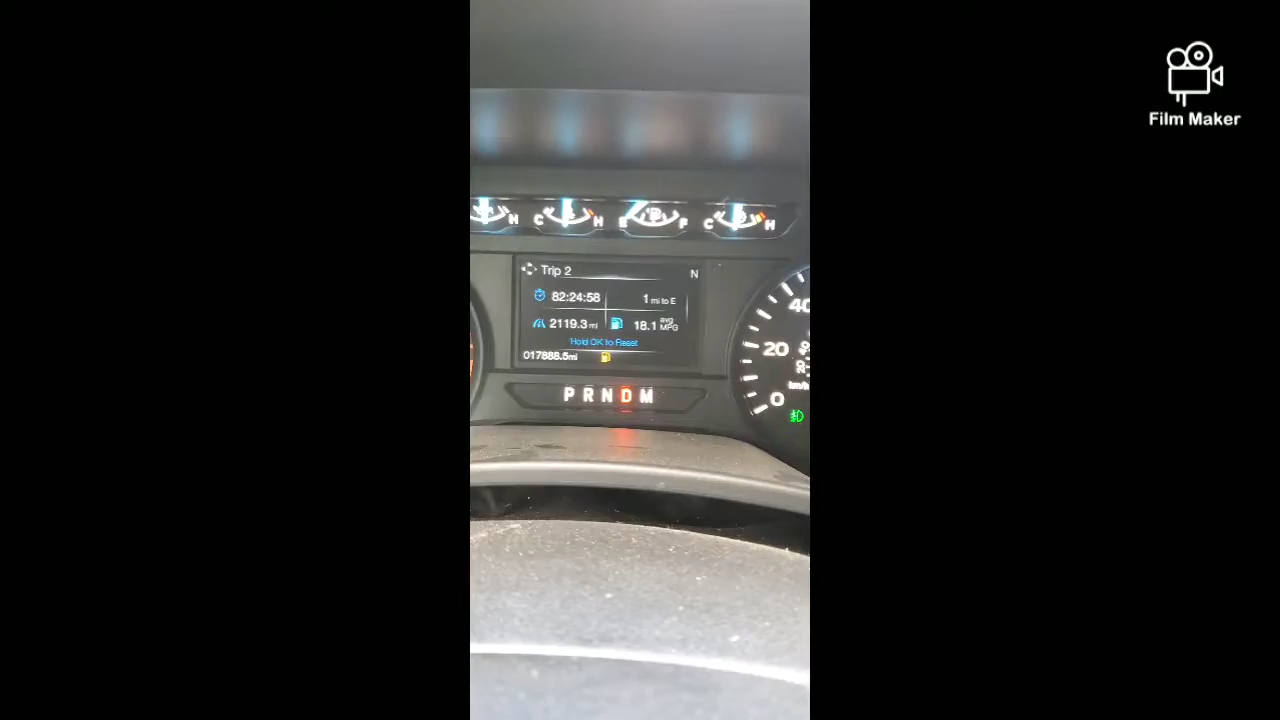 Film Maker
H C H E F C H
Trip 2 N
82:24:58 1 mi to E
2119.3 mi 18.1 avg MPG
Hold OK to Reset
017888.5mi
P R N D M
40
20
0
km/h